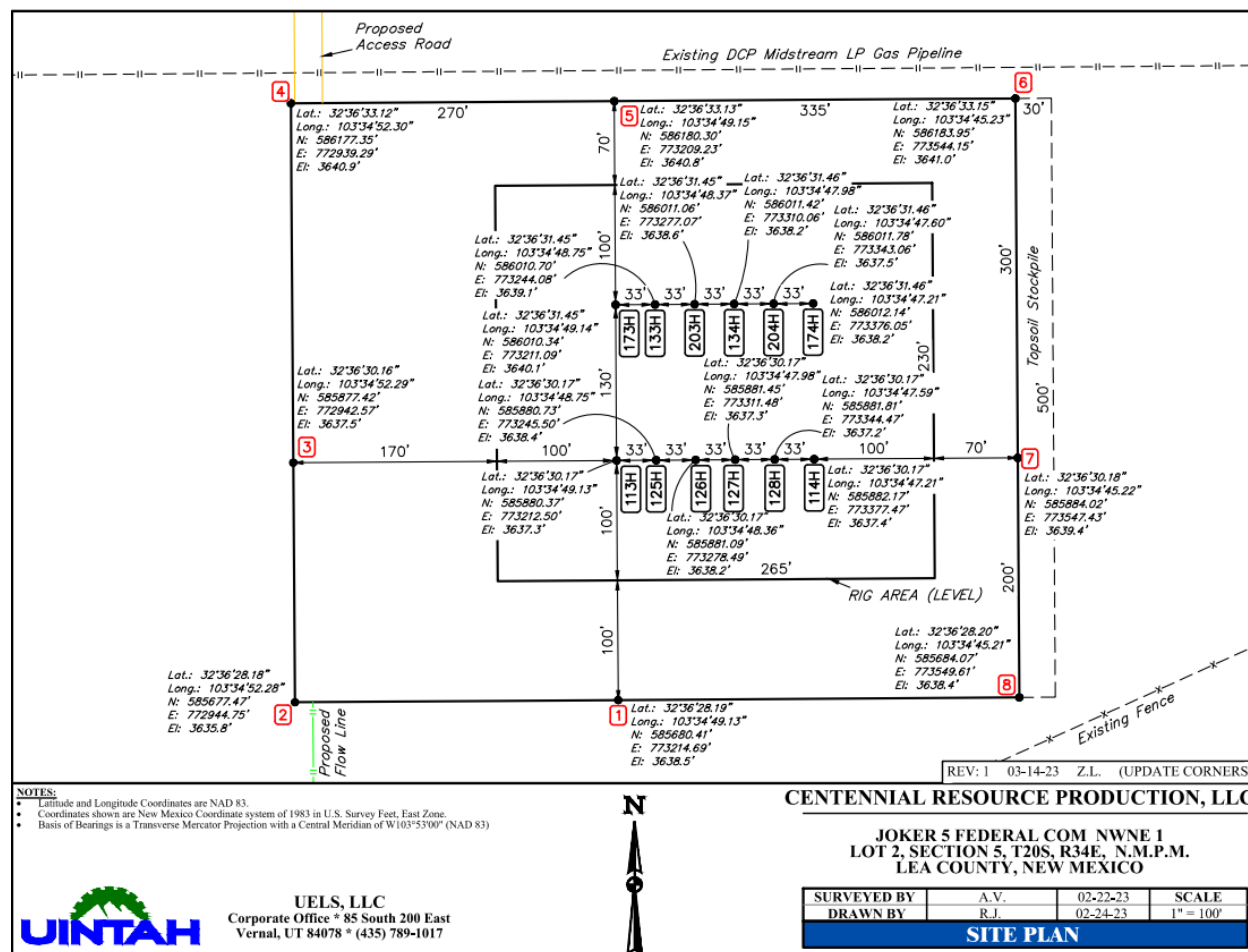 Proposed
Access Road
Existing DCP Midstream LP Gas Pipeline
4
5
6
270'
335'
30'
Lat.: 32°36'33.12"
Long.: 103°34'52.30"
N: 586177.35'
E: 772939.29'
El: 3640.9'
Lat.: 32°36'33.13"
Long.: 103°34'49.15"
N: 586180.30'
E: 773209.23'
El: 3640.8'
Lat.: 32°36'33.15"
Long.: 103°34'45.23"
N: 586183.95'
E: 773544.15'
El: 3641.0'
70'
Lat.: 32°36'31.45"
Long.: 103°34'48.37"
N: 586011.06'
E: 773277.07'
El: 3638.6'
Lat.: 32°36'31.46"
Long.: 103°34'47.98"
N: 586011.42'
E: 773310.06'
El: 3638.2'
Lat.: 32°36'31.46"
Long.: 103°34'47.60"
N: 586011.78'
E: 773343.06'
El: 3637.5'
Lat.: 32°36'31.45"
Long.: 103°34'48.75"
N: 586010.70'
E: 773244.08'
El: 3639.1'
100'
300'
Topsoil Stockpile
500'
33'
33'
33'
33'
33'
173H
133H
203H
134H
204H
174H
Lat.: 32°36'31.46"
Long.: 103°34'47.21"
N: 586012.14'
E: 773376.05'
El: 3638.2'
Lat.: 32°36'31.45"
Long.: 103°34'49.14"
N: 586010.34'
E: 773211.09'
El: 3640.1'
130'
230'
Lat.: 32°36'30.16"
Long.: 103°34'52.29"
N: 585877.42'
E: 772942.57'
El: 3637.5'
Lat.: 32°36'30.17"
Long.: 103°34'48.75"
N: 585880.73'
E: 773245.50'
El: 3638.4'
Lat.: 32°36'30.17"
Long.: 103°34'47.98"
N: 585881.45'
E: 773311.48'
El: 3637.3'
Lat.: 32°36'30.17"
Long.: 103°34'47.59"
N: 585881.81'
E: 773344.47'
El: 3637.2'
3
170'
100'
33'
33'
33'
33'
33'
100'
70'
7
113H
125H
126H
127H
128H
114H
Lat.: 32°36'30.17"
Long.: 103°34'49.13"
N: 585880.37'
E: 773212.50'
El: 3637.3'
Lat.: 32°36'30.17"
Long.: 103°34'48.36"
N: 585881.09'
E: 773278.49'
El: 3638.2'
Lat.: 32°36'30.17"
Long.: 103°34'47.21"
N: 585882.17'
E: 773377.47'
El: 3637.4'
Lat.: 32°36'30.18"
Long.: 103°34'45.22"
N: 585884.02'
E: 773547.43'
El: 3639.4'
100'
265'
RIG AREA (LEVEL)
200'
100'
Lat.: 32°36'28.20"
Long.: 103°34'45.21"
N: 585684.07'
E: 773549.61'
El: 3638.4'
8
Lat.: 32°36'28.18"
Long.: 103°34'52.28"
N: 585677.47'
E: 772944.75'
El: 3635.8'
2
Proposed
Flow Line
1
Lat.: 32°36'28.19"
Long.: 103°34'49.13"
N: 585680.41'
E: 773214.69'
El: 3638.5'
Existing Fence
REV: 1 03-14-23 Z.L. (UPDATE CORNERS
NOTES:
• Latitude and Longitude Coordinates are NAD 83.
• Coordinates shown are New Mexico Coordinate system of 1983 in U.S. Survey Feet, East Zone.
• Basis of Bearings is a Transverse Mercator Projection with a Central Meridian of W103°53'00" (NAD 83)
N
CENTENNIAL RESOURCE PRODUCTION, LLC
JOKER 5 FEDERAL COM NWNE 1
LOT 2, SECTION 5, T20S, R34E, N.M.P.M.
LEA COUNTY, NEW MEXICO
UINTAH
UELS, LLC
Corporate Office * 85 South 200 East
Vernal, UT 84078 * (435) 789-1017
SURVEYED BY A.V. 02-22-23 SCALE
DRAWN BY R.J. 02-24-23 1" = 100'
SITE PLAN